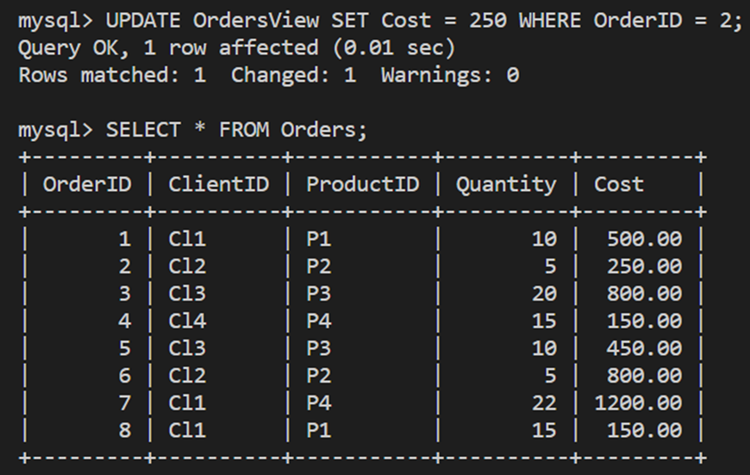 mysql> UPDATE OrdersView SET Cost = 250 WHERE OrderID = 2;
Query OK, 1 row affected (0.01 sec)
Rows matched: 1  Changed: 1  Warnings: 0

mysql> SELECT * FROM Orders;
+---------+----------+-----------+----------+---------+
| OrderID | ClientID | ProductID | Quantity | Cost    |
+---------+----------+-----------+----------+---------+
|       1 | Cl1      | P1        |       10 |  500.00 |
|       2 | Cl2      | P2        |        5 |  250.00 |
|       3 | Cl3      | P3        |       20 |  800.00 |
|       4 | Cl4      | P4        |       15 |  150.00 |
|       5 | Cl3      | P3        |       10 |  450.00 |
|       6 | Cl2      | P2        |        5 |  800.00 |
|       7 | Cl1      | P4        |       22 | 1200.00 |
|       8 | Cl1      | P1        |       15 |  150.00 |
+---------+----------+-----------+----------+---------+